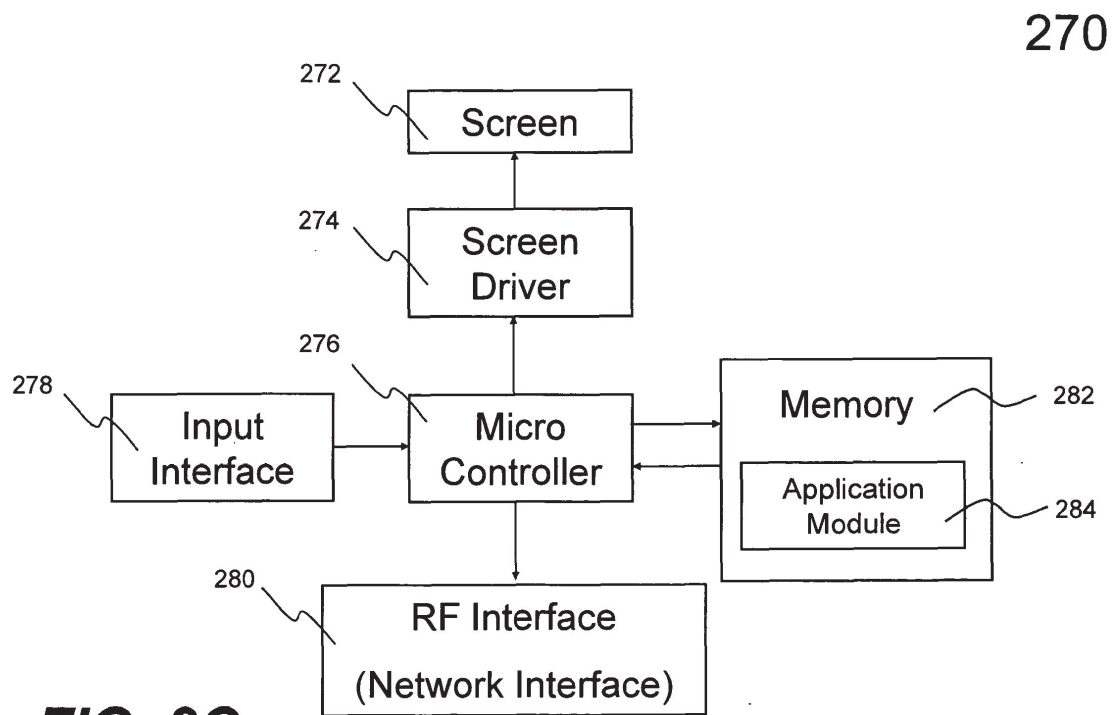 270
272
Screen
274
Screen
Driver
276
278
Input
Interface
Micro
Controller
Memory
282
Application
Module
284
280
RF Interface
(Network Interface)